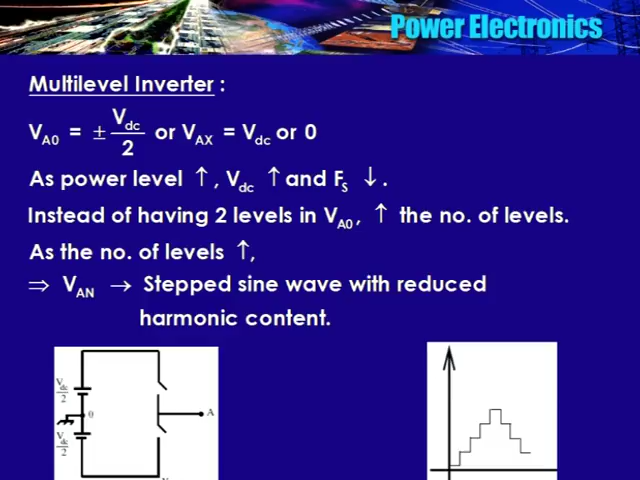 Power Electronics
Multilevel Inverter :
V_A0 = ± V_dc/2 or V_AX = V_dc or 0
As power level ↑, V_dc ↑ and F_S ↓.
Instead of having 2 levels in V_A0, ↑ the no. of levels.
As the no. of levels ↑,
⇒ V_AN → Stepped sine wave with reduced
harmonic content.
V_dc/2
0
A
V_dc/2